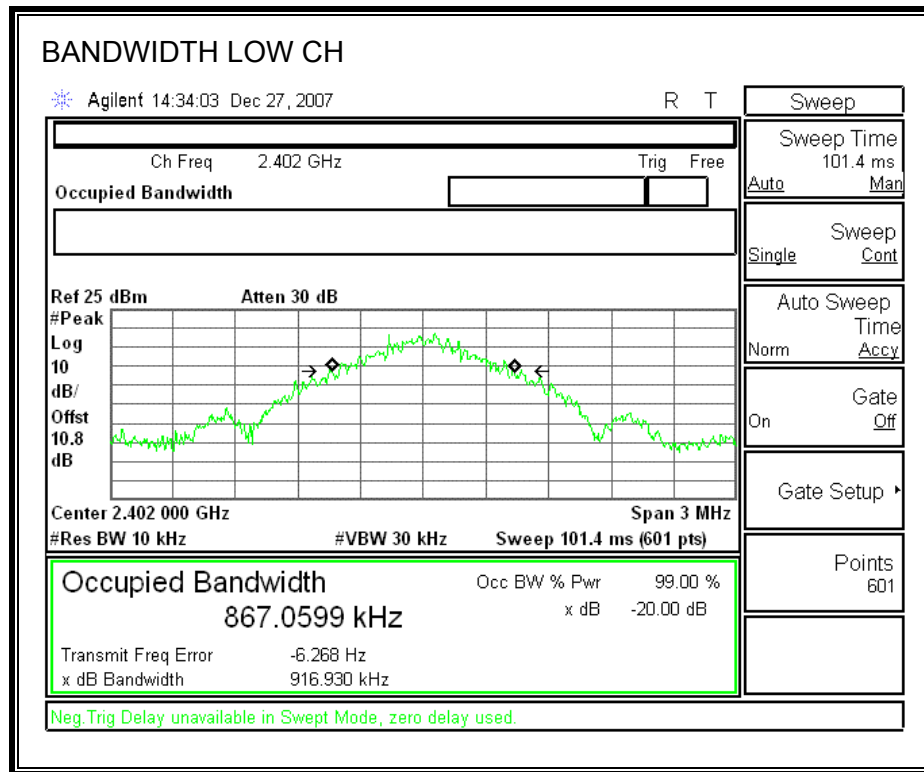 BANDWIDTH LOW CH
Agilent 14:34:03 Dec 27, 2007 R T
Ch Freq 2.402 GHz Trig Free
Occupied Bandwidth
Ref 25 dBm Atten 30 dB
#Peak
Log
10
dB/
Offst
10.8
dB
Center 2.402 000 GHz Span 3 MHz
#Res BW 10 kHz #VBW 30 kHz Sweep 101.4 ms (601 pts)
Occupied Bandwidth Occ BW % Pwr 99.00 %
867.0599 kHz x dB -20.00 dB
Transmit Freq Error -6.268 Hz
x dB Bandwidth 916.930 kHz
Neg.Trig Delay unavailable in Swept Mode, zero delay used.
Sweep
Sweep Time
101.4 ms
Auto Man
Sweep
Single Cont
Auto Sweep
Time
Norm Accy
Gate
On Off
Gate Setup
Points
601